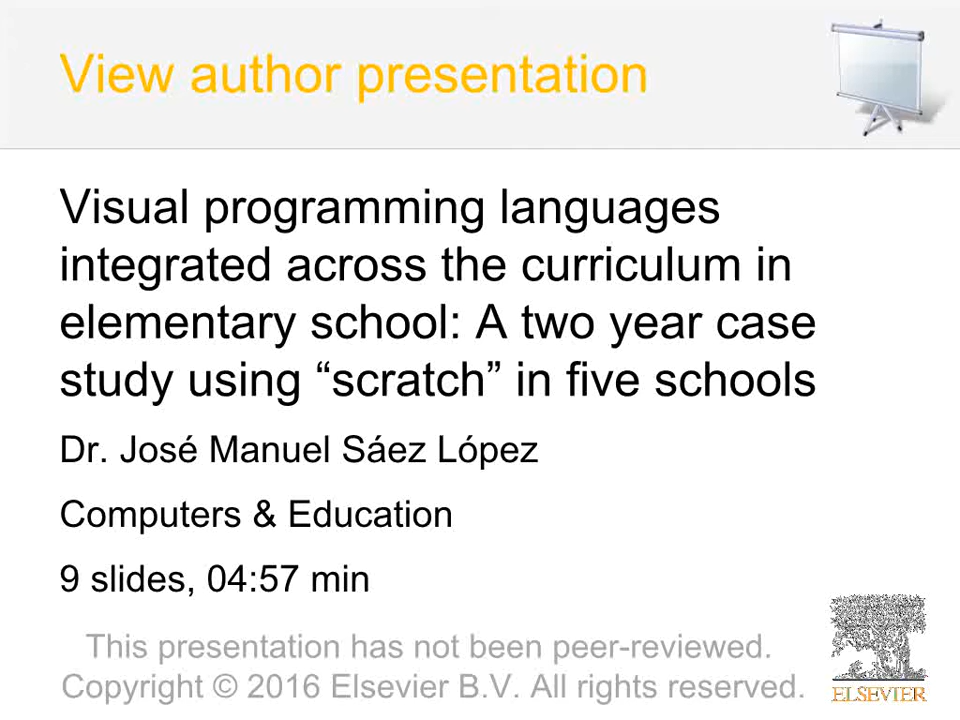 View author presentation
Visual programming languages
integrated across the curriculum in
elementary school: A two year case
study using “scratch” in five schools
Dr. José Manuel Sáez López
Computers & Education
9 slides, 04:57 min
This presentation has not been peer-reviewed.
Copyright © 2016 Elsevier B.V. All rights reserved.
ELSEVIER